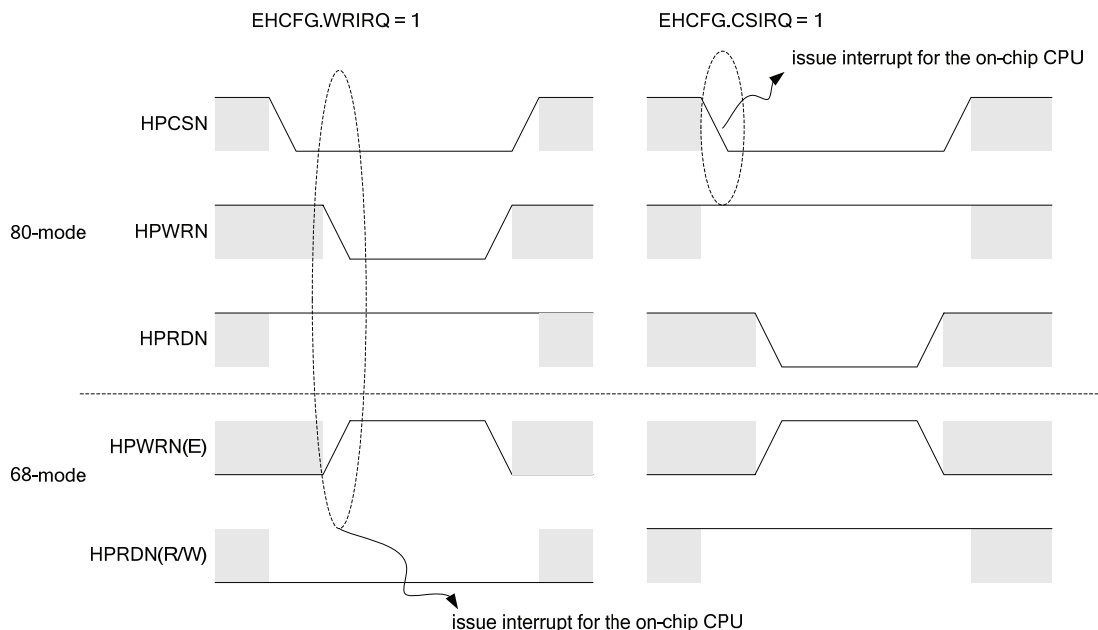 EHCFG.WRIRQ = 1
EHCFG.CSIRQ = 1
issue interrupt for the on-chip CPU
HPCSN
80-mode
HPWRN
HPRDN
HPWRN(E)
68-mode
HPRDN(R/W)
issue interrupt for the on-chip CPU